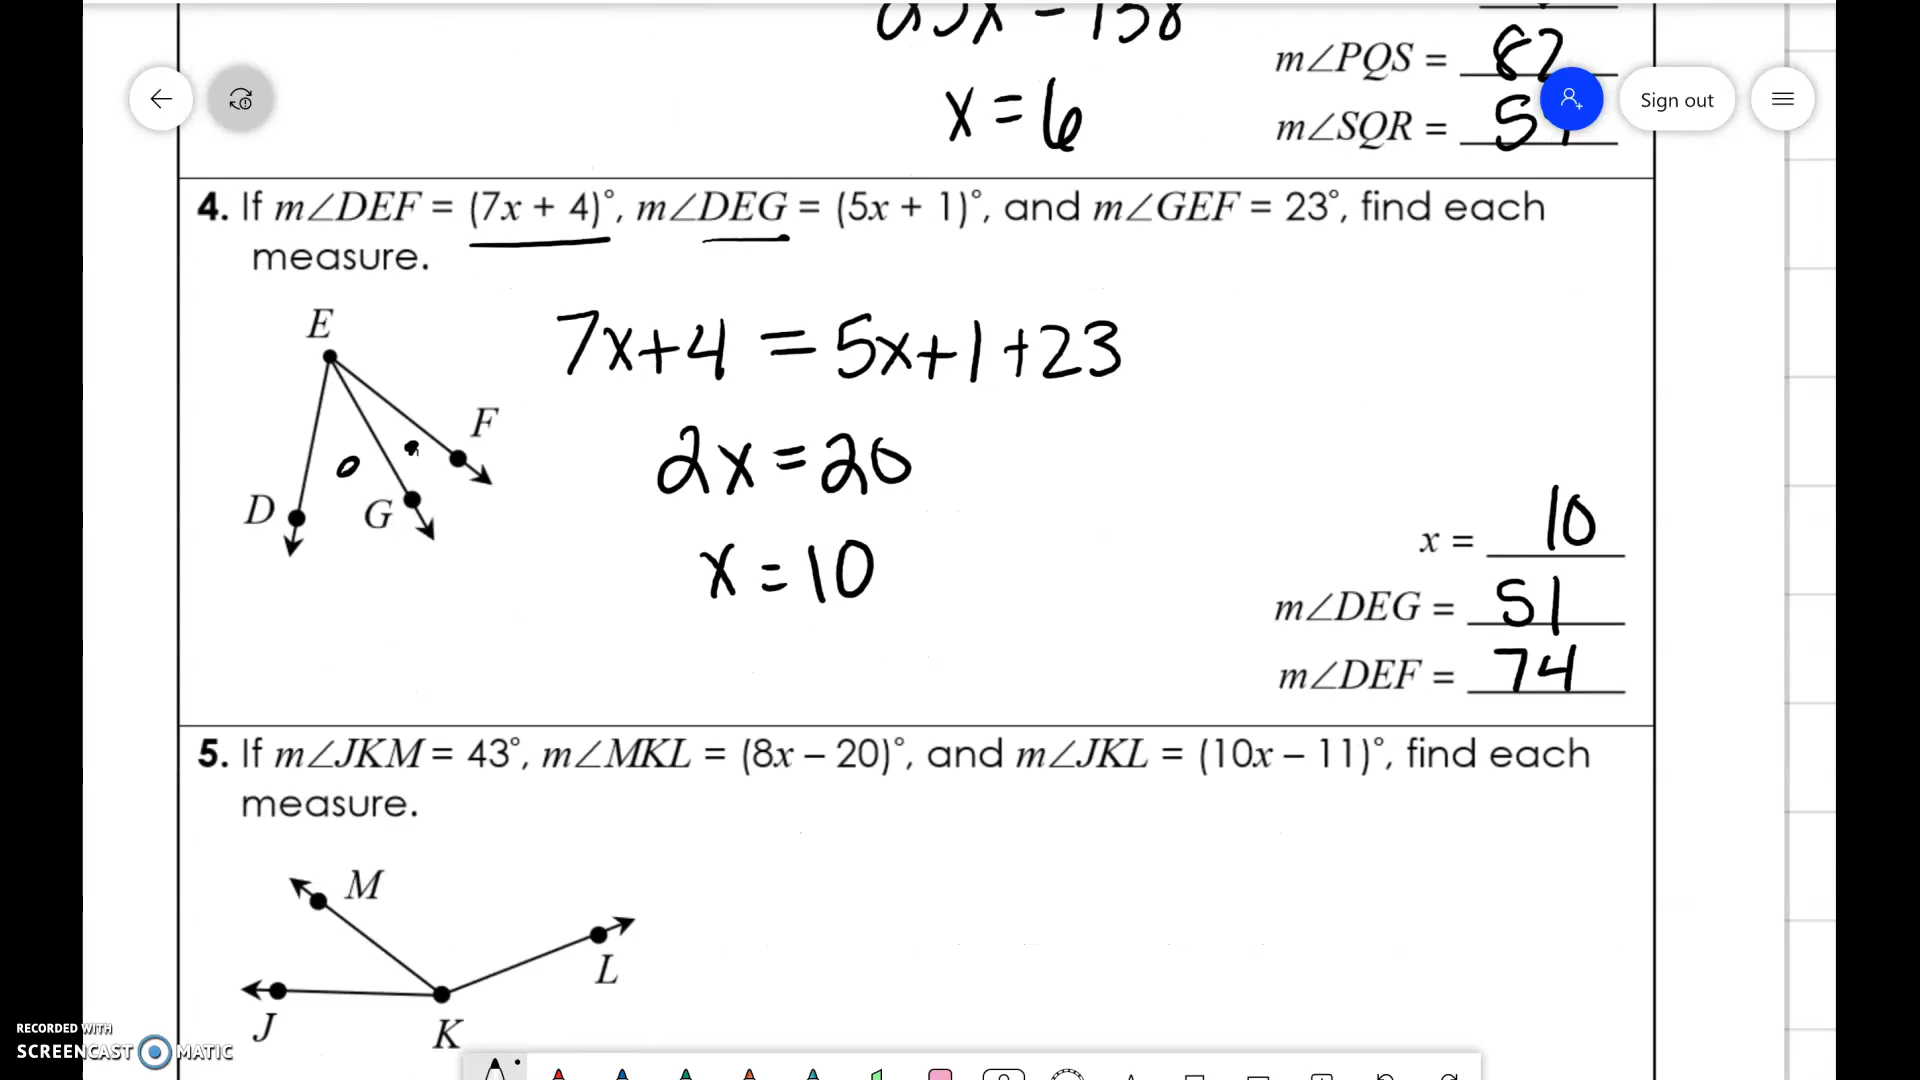 m∠PQS = 82
x = 6
m∠SQR =
Sign out
4. If m∠DEF = (7x + 4)°, m∠DEG = (5x + 1)°, and m∠GEF = 23°, find each
measure.
E
7x+4 = 5x+1+23
F
2x = 20
D
G
x = 10
x = 10
m∠DEG = 51
m∠DEF = 74
5. If m∠JKM = 43°, m∠MKL = (8x – 20)°, and m∠JKL = (10x – 11)°, find each
measure.
M
L
J
K
RECORDED WITH
SCREENCAST MATIC